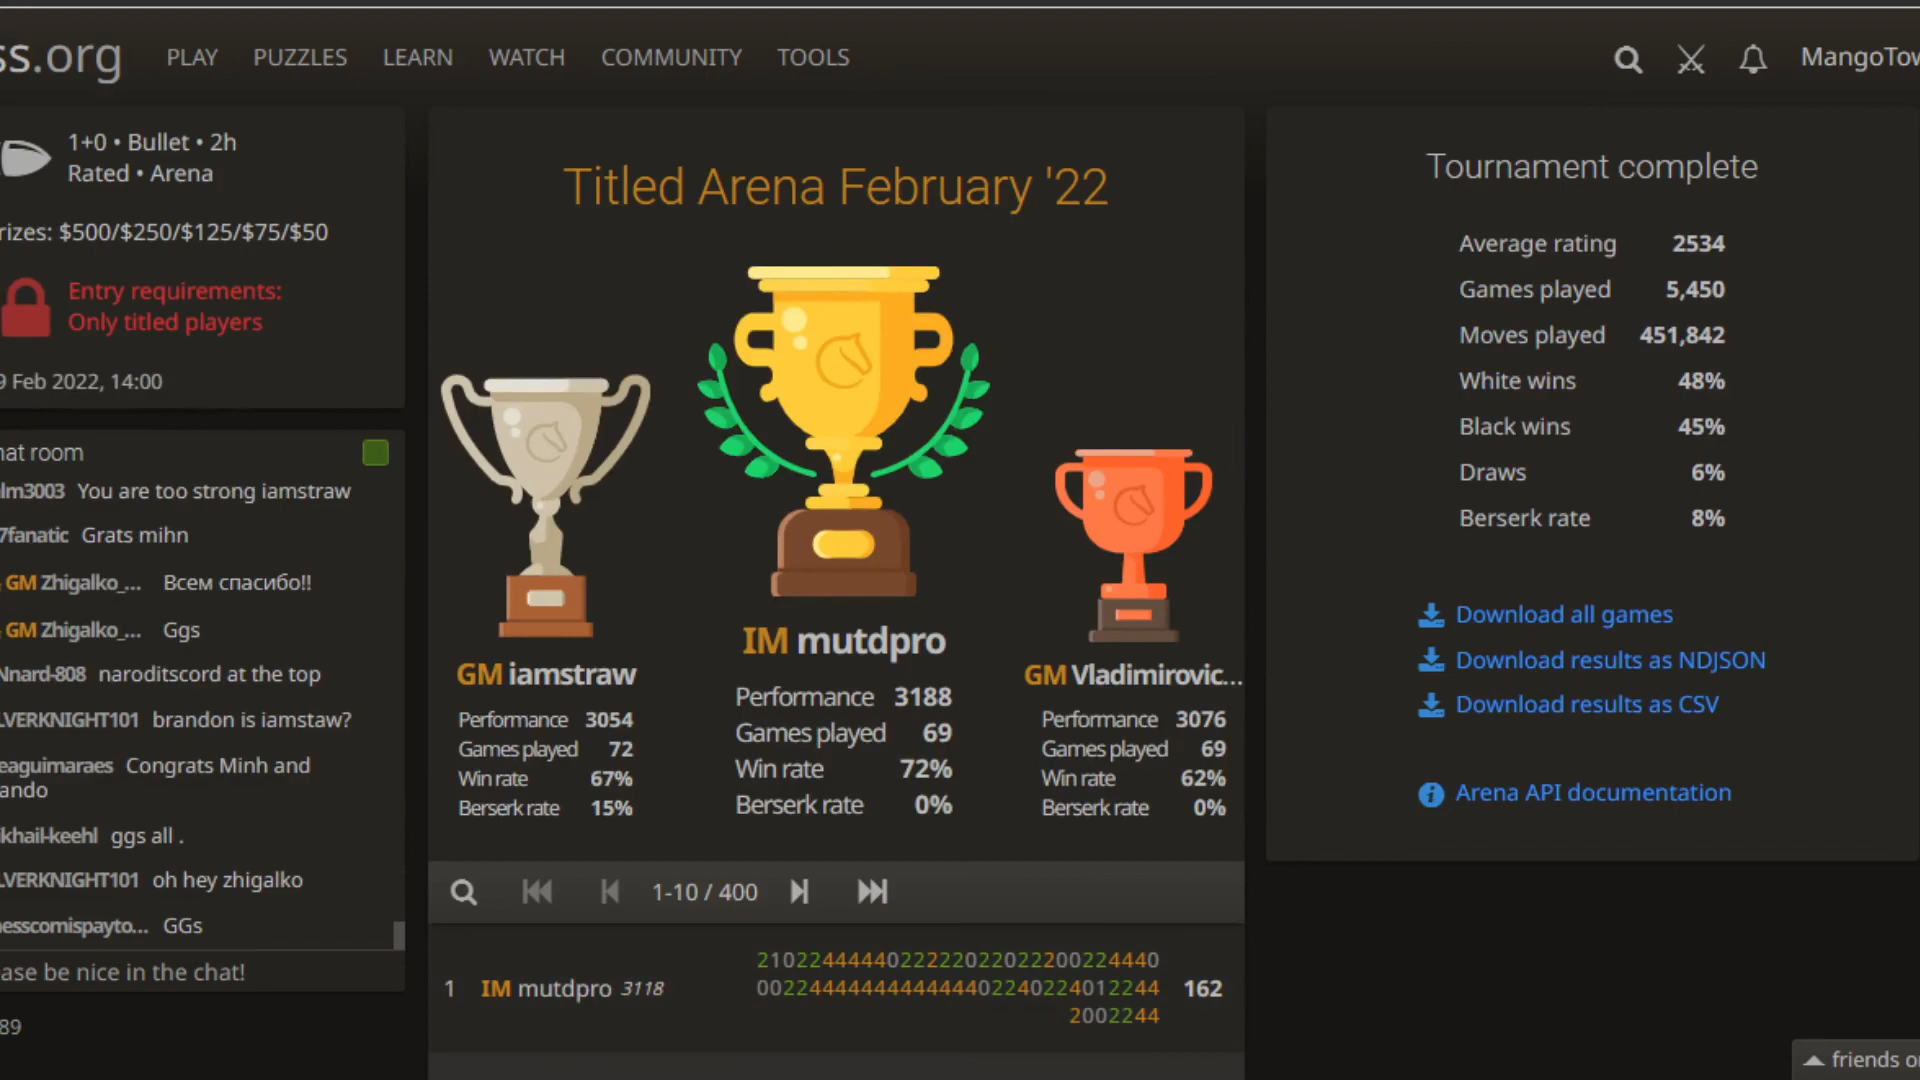 ss.org PLAY PUZZLES LEARN WATCH COMMUNITY TOOLS MangoTow
1+0 • Bullet • 2h
Rated • Arena
rizes: $500/$250/$125/$75/$50
Entry requirements:
Only titled players
9 Feb 2022, 14:00
hat room
lm3003 You are too strong iamstraw
7fanatic Grats mihn
GM Zhigalko_... Всем спасибо!!
GM Zhigalko_... Ggs
Nnard-808 naroditscord at the top
LVERKNIGHT101 brandon is iamstaw?
eaguimaraes Congrats Minh and
ando
ikhail-keehl ggs all .
LVERKNIGHT101 oh hey zhigalko
nesscomispayto... GGs
ase be nice in the chat!
89
Titled Arena February '22
GM iamstraw
Performance 3054
Games played 72
Win rate 67%
Berserk rate 15%
IM mutdpro
Performance 3188
Games played 69
Win rate 72%
Berserk rate 0%
GM Vladimirovic...
Performance 3076
Games played 69
Win rate 62%
Berserk rate 0%
1-10 / 400
1 IM mutdpro 3118 162
2102244444022222022022200224440
0022444444444444402240224012244
2002244
Tournament complete
Average rating 2534
Games played 5,450
Moves played 451,842
White wins 48%
Black wins 45%
Draws 6%
Berserk rate 8%
Download all games
Download results as NDJSON
Download results as CSV
Arena API documentation
friends o